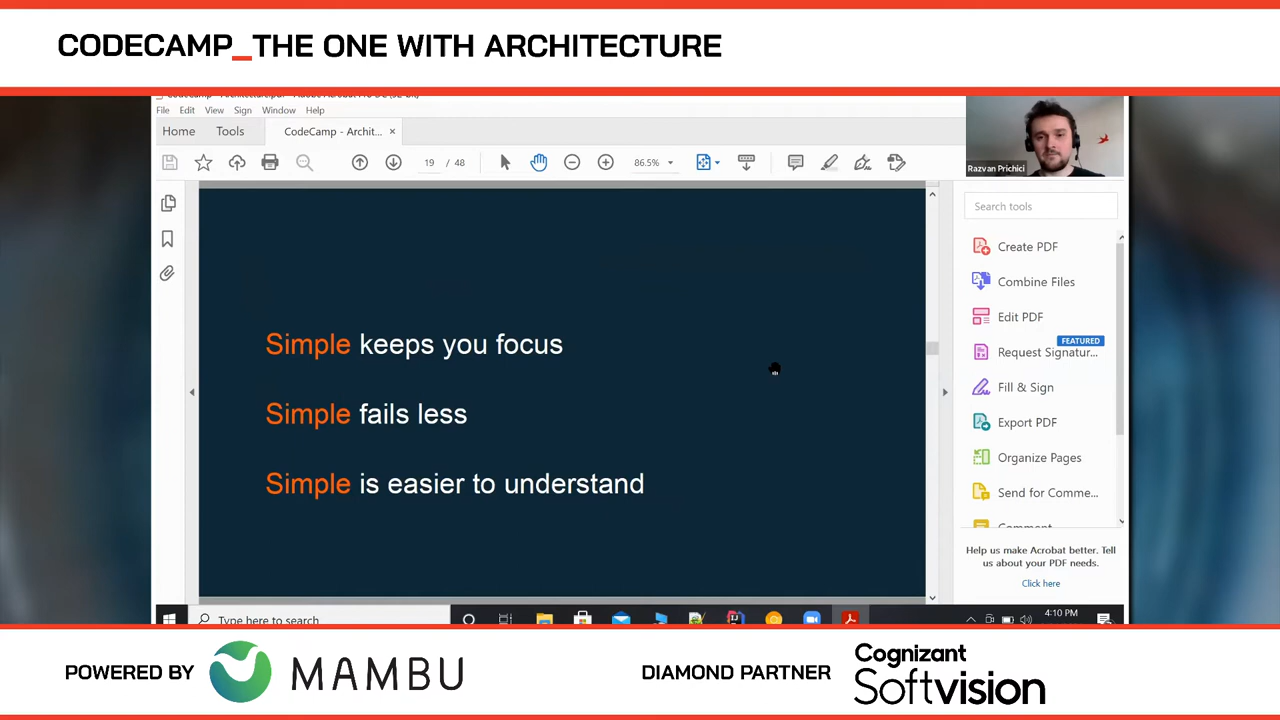 CODECAMP_THE ONE WITH ARCHITECTURE
File Edit View Sign Window Help
Home Tools CodeCamp - Archit... ×
19 / 48 86.5%
Razvan Prichici
Search tools
Create PDF
Combine Files
Edit PDF
FEATURED
Request Signatur...
Fill & Sign
Export PDF
Organize Pages
Send for Comme...
Comment
Help us make Acrobat better. Tell
us about your PDF needs.
Click here
Simple keeps you focus
Simple fails less
Simple is easier to understand
Type here to search
4:10 PM
POWERED BY MAMBU
DIAMOND PARTNER
Cognizant
Softvision